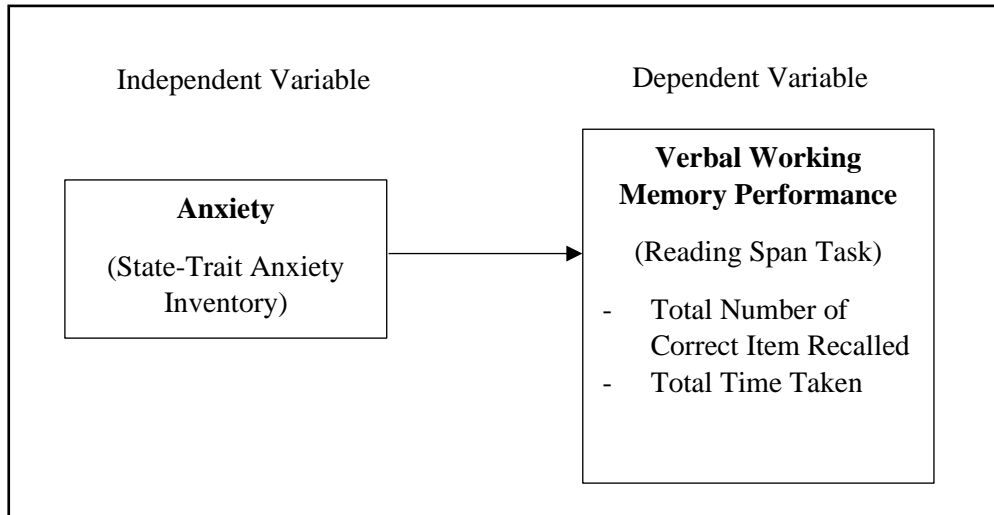 Independent Variable
Dependent Variable
Anxiety
(State-Trait Anxiety
Inventory)
Verbal Working
Memory Performance
(Reading Span Task)
- Total Number of
Correct Item Recalled
- Total Time Taken